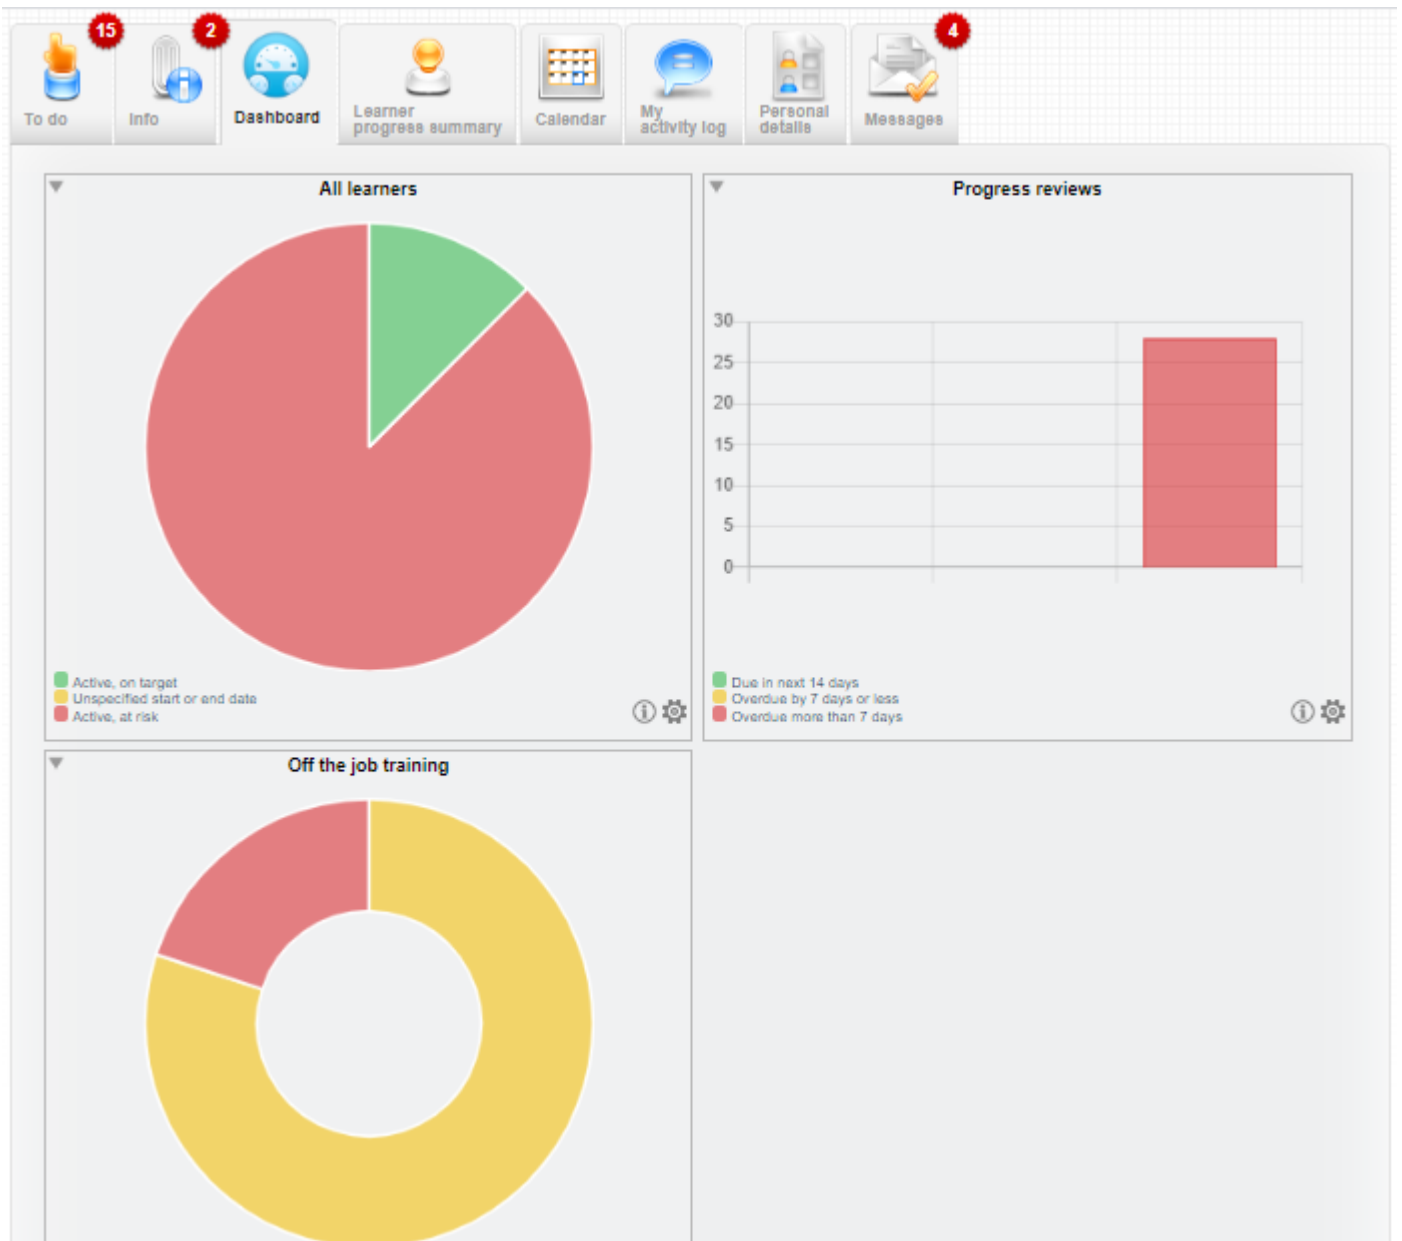 15
2
4
To do
Info
Dashboard
Learner
progress summary
Calendar
My
activity log
Personal
details
Messages
All learners
Active, on target
Unspecified start or end date
Active, at risk
Progress reviews
30
25
20
15
10
5
0
Due in next 14 days
Overdue by 7 days or less
Overdue more than 7 days
Off the job training